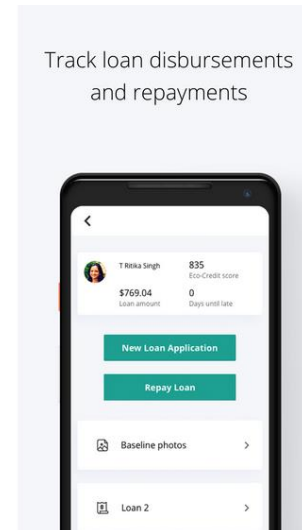 Track loan disbursements
and repayments
T Ritika Singh
835
Eco-Credit score
$769.04
Loan amount
0
Days until late
New Loan Application
Repay Loan
Baseline photos
Loan 2